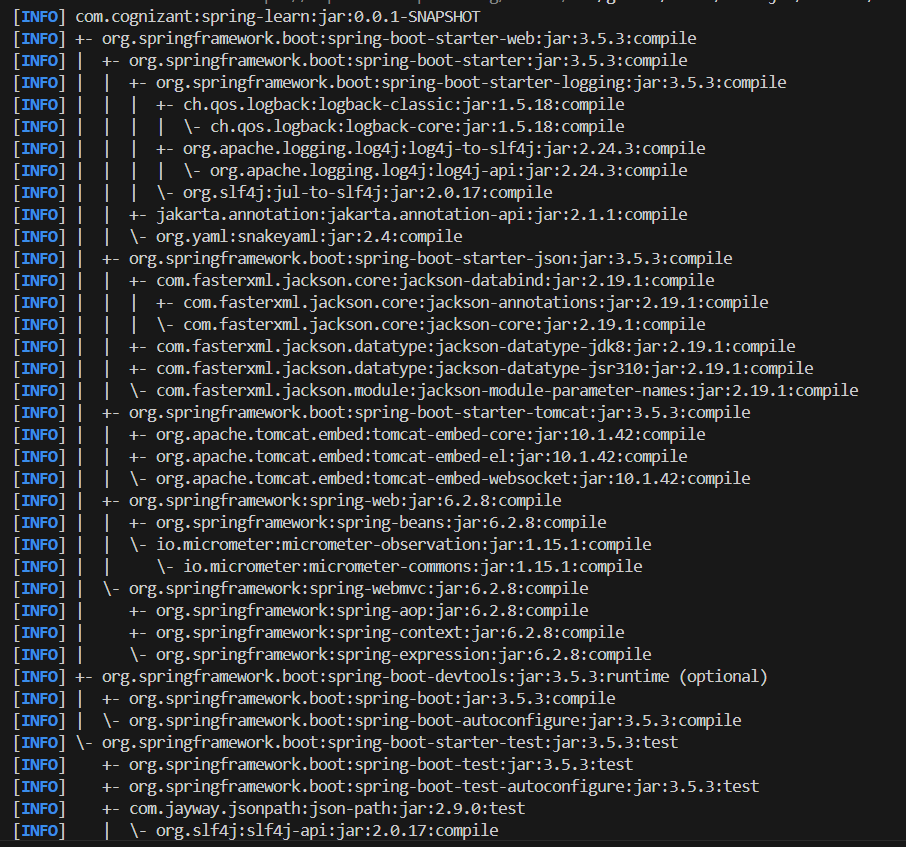 [INFO] com.cognizant:spring-learn:jar:0.0.1-SNAPSHOT
[INFO] +- org.springframework.boot:spring-boot-starter-web:jar:3.5.3:compile
[INFO] |  +- org.springframework.boot:spring-boot-starter:jar:3.5.3:compile
[INFO] |  |  +- org.springframework.boot:spring-boot-starter-logging:jar:3.5.3:compile
[INFO] |  |  |  +- ch.qos.logback:logback-classic:jar:1.5.18:compile
[INFO] |  |  |  |  \- ch.qos.logback:logback-core:jar:1.5.18:compile
[INFO] |  |  |  +- org.apache.logging.log4j:log4j-to-slf4j:jar:2.24.3:compile
[INFO] |  |  |  |  \- org.apache.logging.log4j:log4j-api:jar:2.24.3:compile
[INFO] |  |  |  \- org.slf4j:jul-to-slf4j:jar:2.0.17:compile
[INFO] |  |  +- jakarta.annotation:jakarta.annotation-api:jar:2.1.1:compile
[INFO] |  |  \- org.yaml:snakeyaml:jar:2.4:compile
[INFO] |  +- org.springframework.boot:spring-boot-starter-json:jar:3.5.3:compile
[INFO] |  |  +- com.fasterxml.jackson.core:jackson-databind:jar:2.19.1:compile
[INFO] |  |  |  +- com.fasterxml.jackson.core:jackson-annotations:jar:2.19.1:compile
[INFO] |  |  |  \- com.fasterxml.jackson.core:jackson-core:jar:2.19.1:compile
[INFO] |  |  +- com.fasterxml.jackson.datatype:jackson-datatype-jdk8:jar:2.19.1:compile
[INFO] |  |  +- com.fasterxml.jackson.datatype:jackson-datatype-jsr310:jar:2.19.1:compile
[INFO] |  |  \- com.fasterxml.jackson.module:jackson-module-parameter-names:jar:2.19.1:compile
[INFO] |  +- org.springframework.boot:spring-boot-starter-tomcat:jar:3.5.3:compile
[INFO] |  |  +- org.apache.tomcat.embed:tomcat-embed-core:jar:10.1.42:compile
[INFO] |  |  +- org.apache.tomcat.embed:tomcat-embed-el:jar:10.1.42:compile
[INFO] |  |  \- org.apache.tomcat.embed:tomcat-embed-websocket:jar:10.1.42:compile
[INFO] |  +- org.springframework:spring-web:jar:6.2.8:compile
[INFO] |  |  +- org.springframework:spring-beans:jar:6.2.8:compile
[INFO] |  |  \- io.micrometer:micrometer-observation:jar:1.15.1:compile
[INFO] |  |     \- io.micrometer:micrometer-commons:jar:1.15.1:compile
[INFO] |  \- org.springframework:spring-webmvc:jar:6.2.8:compile
[INFO] |     +- org.springframework:spring-aop:jar:6.2.8:compile
[INFO] |     +- org.springframework:spring-context:jar:6.2.8:compile
[INFO] |     \- org.springframework:spring-expression:jar:6.2.8:compile
[INFO] +- org.springframework.boot:spring-boot-devtools:jar:3.5.3:runtime (optional)
[INFO] |  +- org.springframework.boot:spring-boot:jar:3.5.3:compile
[INFO] |  \- org.springframework.boot:spring-boot-autoconfigure:jar:3.5.3:compile
[INFO] \- org.springframework.boot:spring-boot-starter-test:jar:3.5.3:test
[INFO]    +- org.springframework.boot:spring-boot-test:jar:3.5.3:test
[INFO]    +- org.springframework.boot:spring-boot-test-autoconfigure:jar:3.5.3:test
[INFO]    +- com.jayway.jsonpath:json-path:jar:2.9.0:test
[INFO]    |  \- org.slf4j:slf4j-api:jar:2.0.17:compile